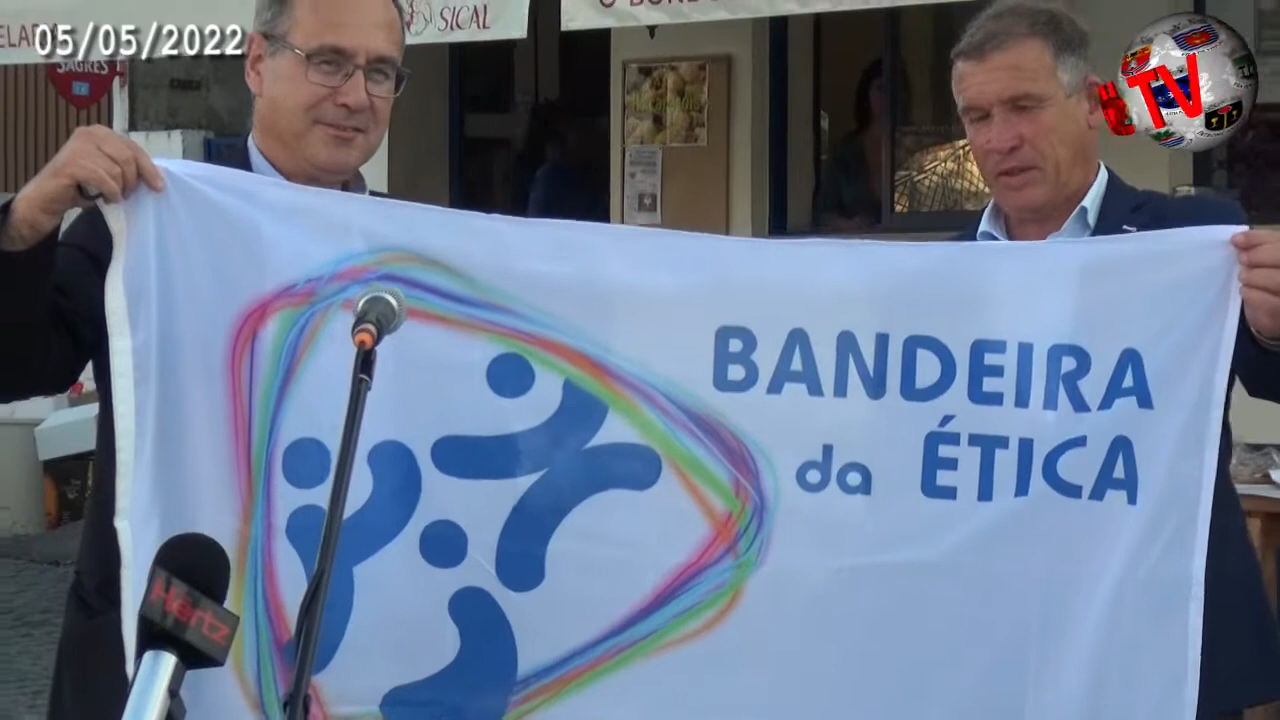 05/05/2022
SICAL
SAGRES
TV
BANDEIRA
da ÉTICA
Hertz